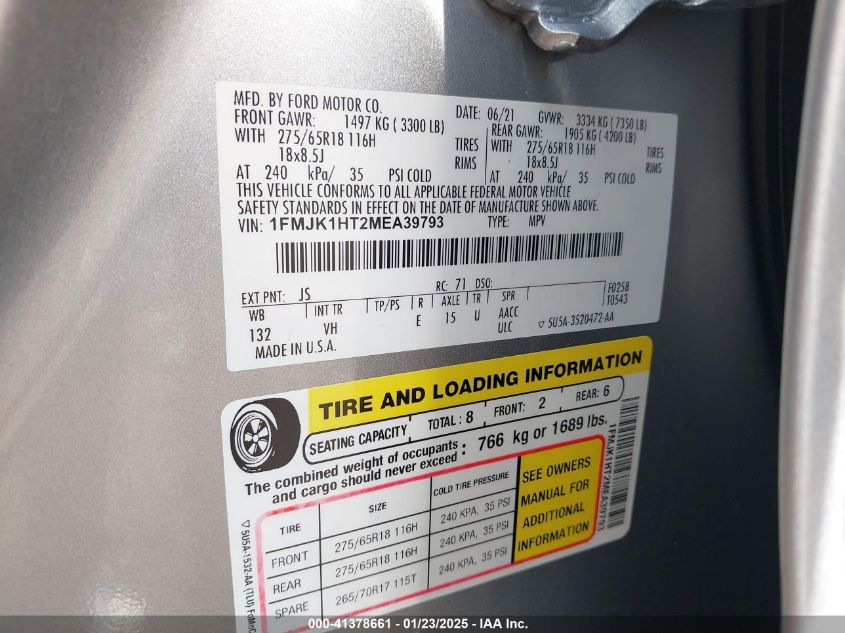 MFD. BY FORD MOTOR CO. DATE: 06/21 GVWR: 3334 KG ( 7350 LB)
FRONT GAWR: 1497 KG ( 3300 LB) REAR GAWR: 1905 KG ( 4200 LB)
WITH 275/65R18 116H TIRES WITH 275/65R18 116H TIRES
18x8.5J RIMS 18x8.5J RIMS
AT 240 kPa/ 35 PSI COLD AT 240 kPa/ 35 PSI COLD
THIS VEHICLE CONFORMS TO ALL APPLICABLE FEDERAL MOTOR VEHICLE
SAFETY STANDARDS IN EFFECT ON THE DATE OF MANUFACTURE SHOWN ABOVE.
VIN: 1FMJK1HT2MEA39793 TYPE: MPV
EXT PNT: JS RC: 71 DSO: F0258
T0543
WB INT TR TP/PS R AXLE TR SPR
132 VH E 15 U AACC
ULC
MADE IN U.S.A. ▽ 5U5A-3520472-AA
TIRE AND LOADING INFORMATION
SEATING CAPACITY TOTAL : 8 FRONT: 2 REAR: 6
The combined weight of occupants and cargo should never exceed : 766 kg or 1689 lbs.
TIRE SIZE COLD TIRE PRESSURE
FRONT 275/65R18 116H 240 KPA, 35 PSI
REAR 275/65R18 116H 240 KPA, 35 PSI
SPARE 265/70R17 115T 240 KPA, 35 PSI
SEE OWNERS
MANUAL FOR
ADDITIONAL
INFORMATION
1FMJK1HT2MEA39793
▽ 5U5A-1532-AA (TLU) FoMoC
000-41378661 - 01/23/2025 - IAA Inc.